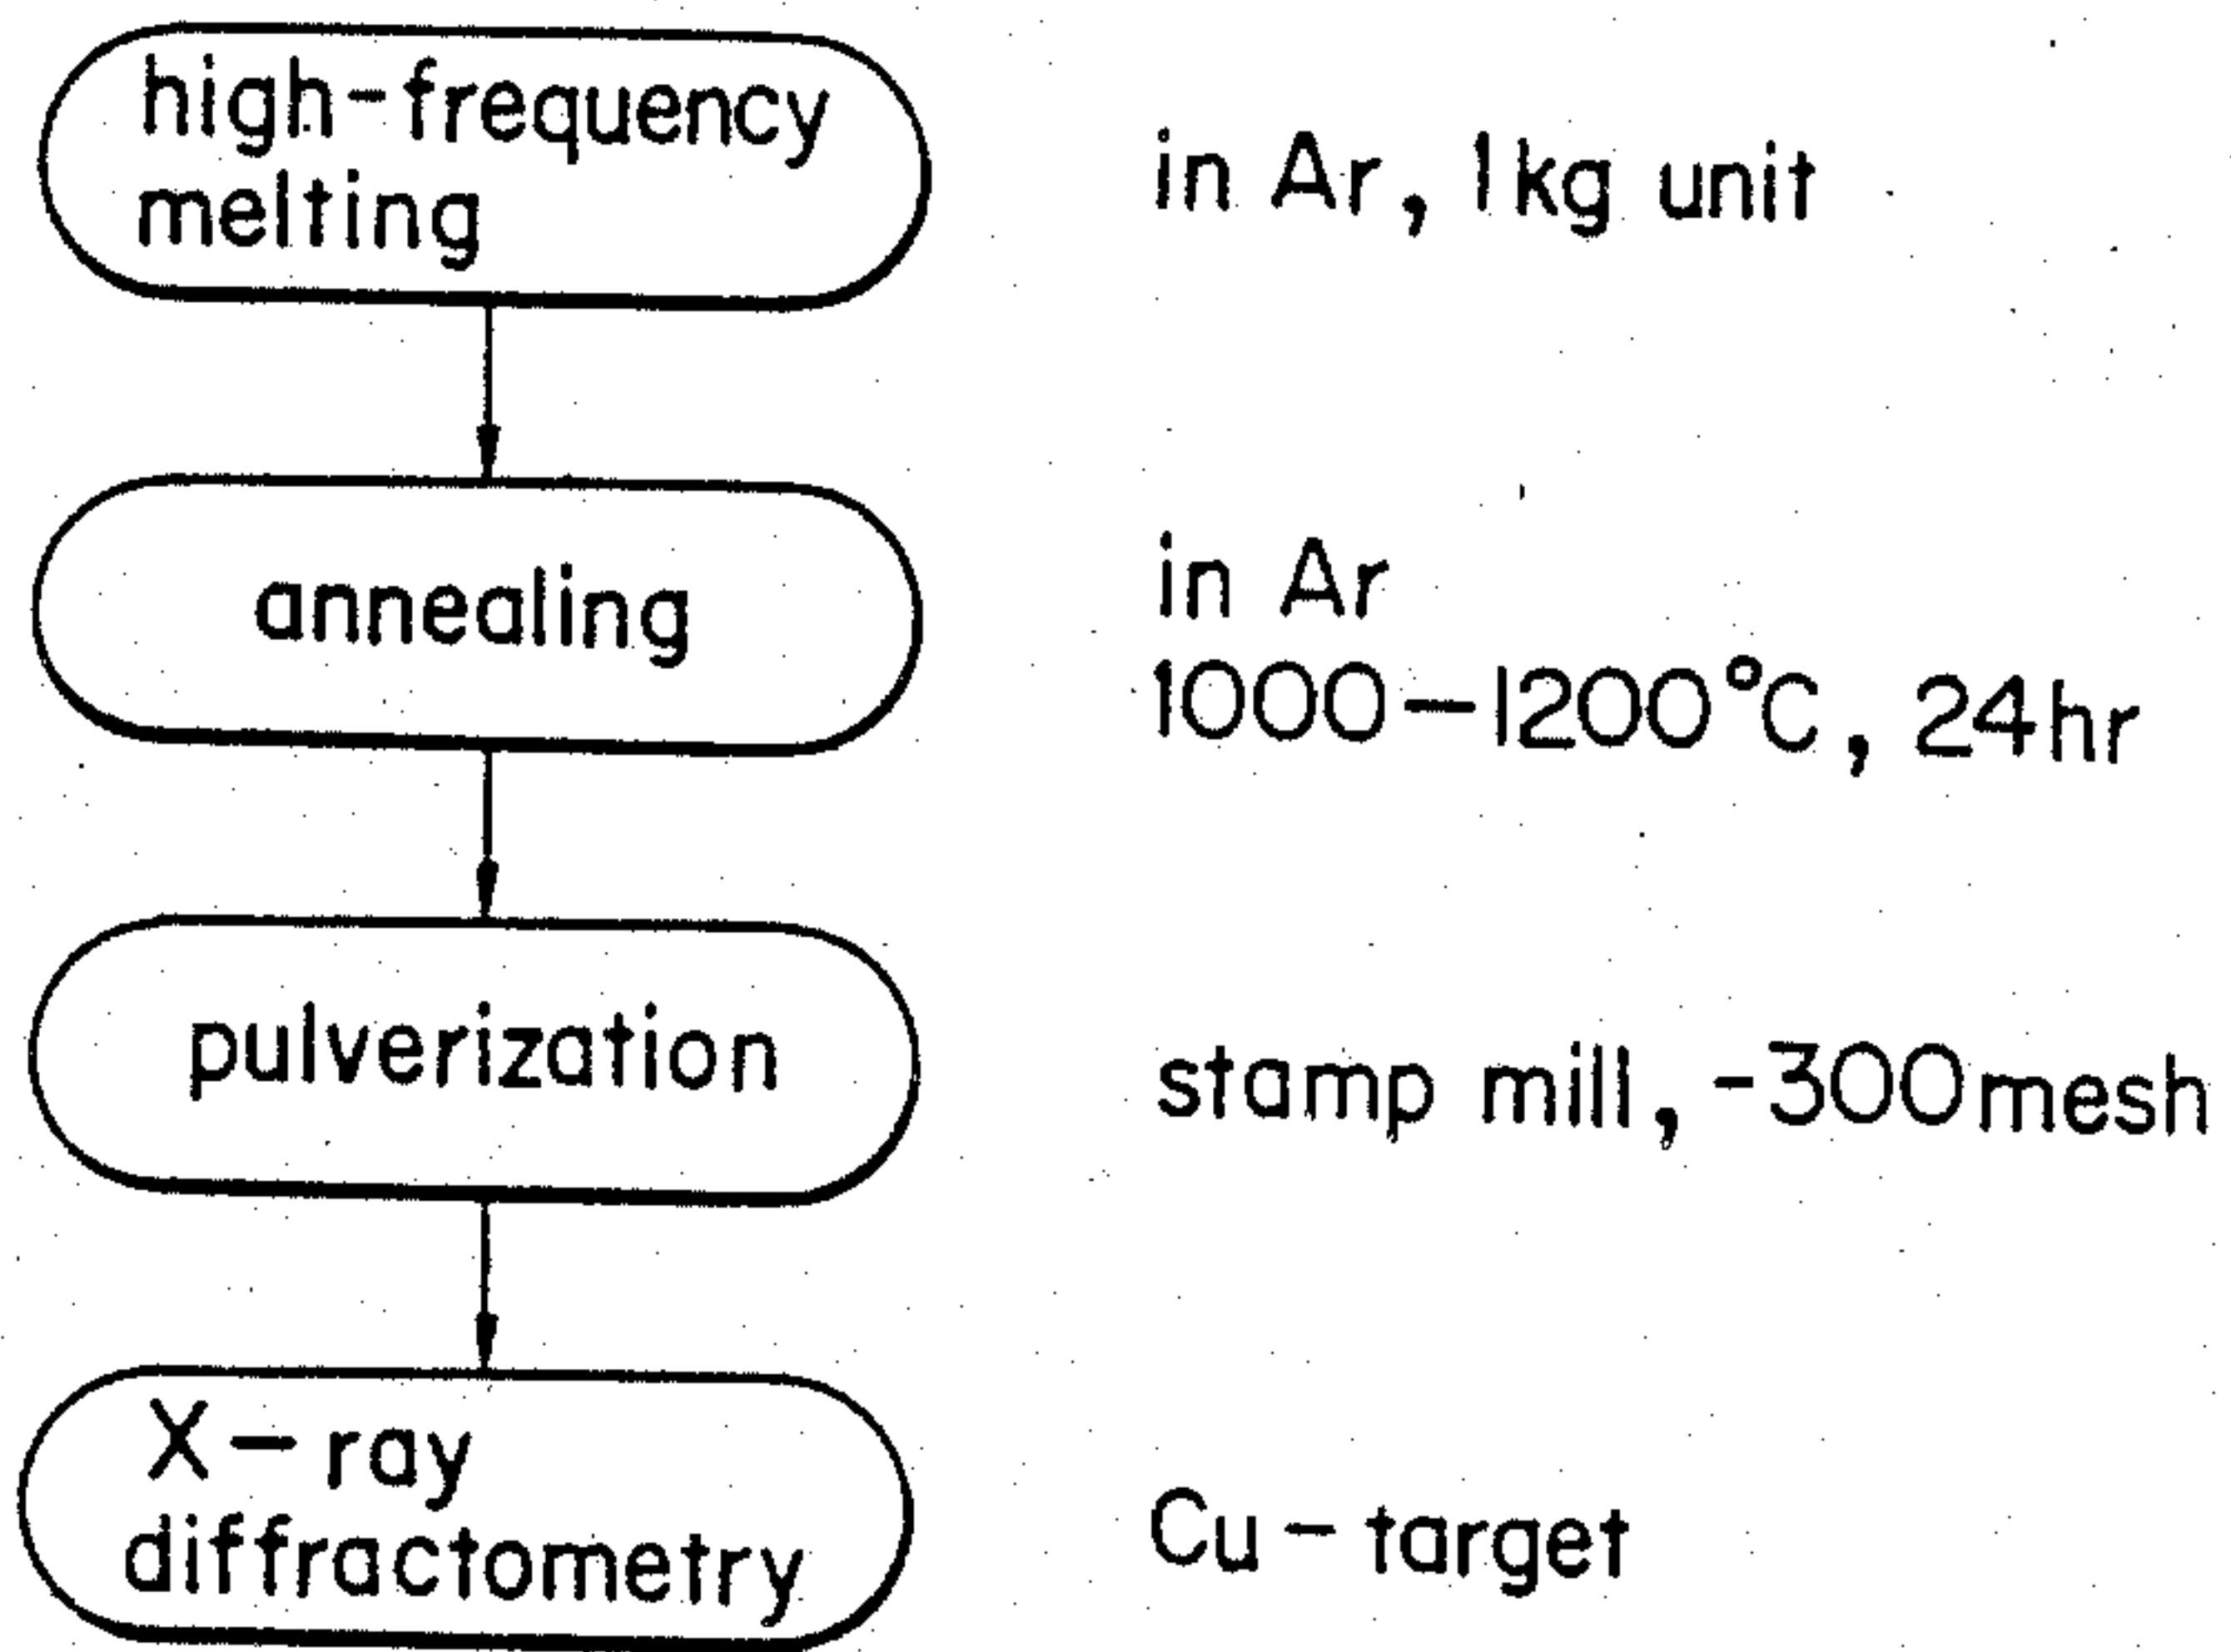 high-frequency
melting
in Ar, 1kg unit
annealing
in Ar
1000-1200°C, 24hr
pulverization
stamp mill, -300mesh
X-ray
diffractometry
Cu-target